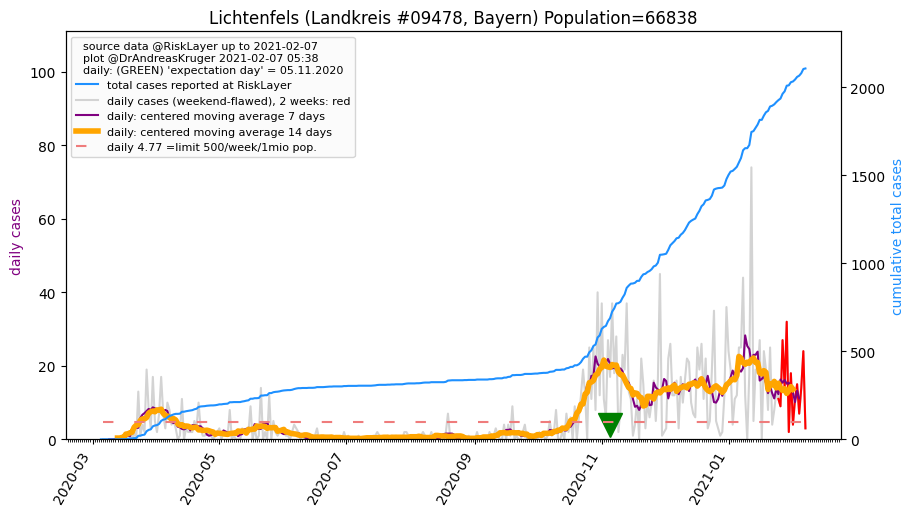 Lichtenfels (Landkreis #09478, Bayern) Population=66838
source data @RiskLayer up to 2021-02-07
plot @DrAndreasKruger 2021-02-07 05:38
daily: (GREEN) 'expectation day' = 05.11.2020
total cases reported at RiskLayer
daily cases (weekend-flawed), 2 weeks: red
daily: centered moving average 7 days
daily: centered moving average 14 days
daily 4.77 =limit 500/week/1mio pop.
daily cases
100
80
60
40
20
0
cumulative total cases
2000
1500
1000
500
0
2020-03
2020-05
2020-07
2020-09
2020-11
2021-01